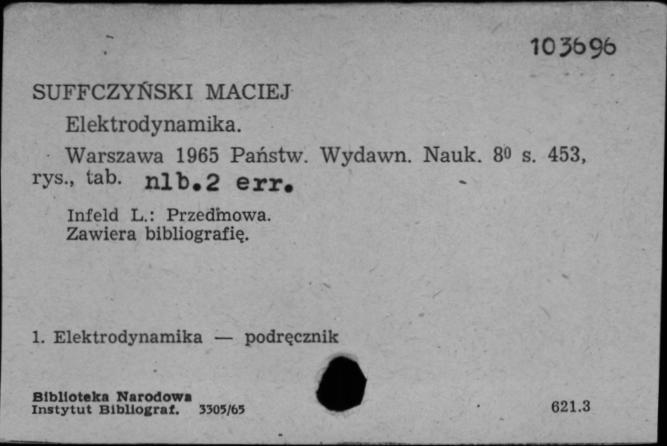 103696
SUFFCZYŃSKI MACIEJ
Elektrodynamika.
Warszawa 1965 Państw. Wydawn. Nauk. 8⁰ s. 453,
rys., tab. nlb.2 err.
Infeld L.: Przedmowa.
Zawiera bibliografię.
1. Elektrodynamika — podręcznik
Biblioteka Narodowa
Instytut Bibliograf. 3305/65
621.3